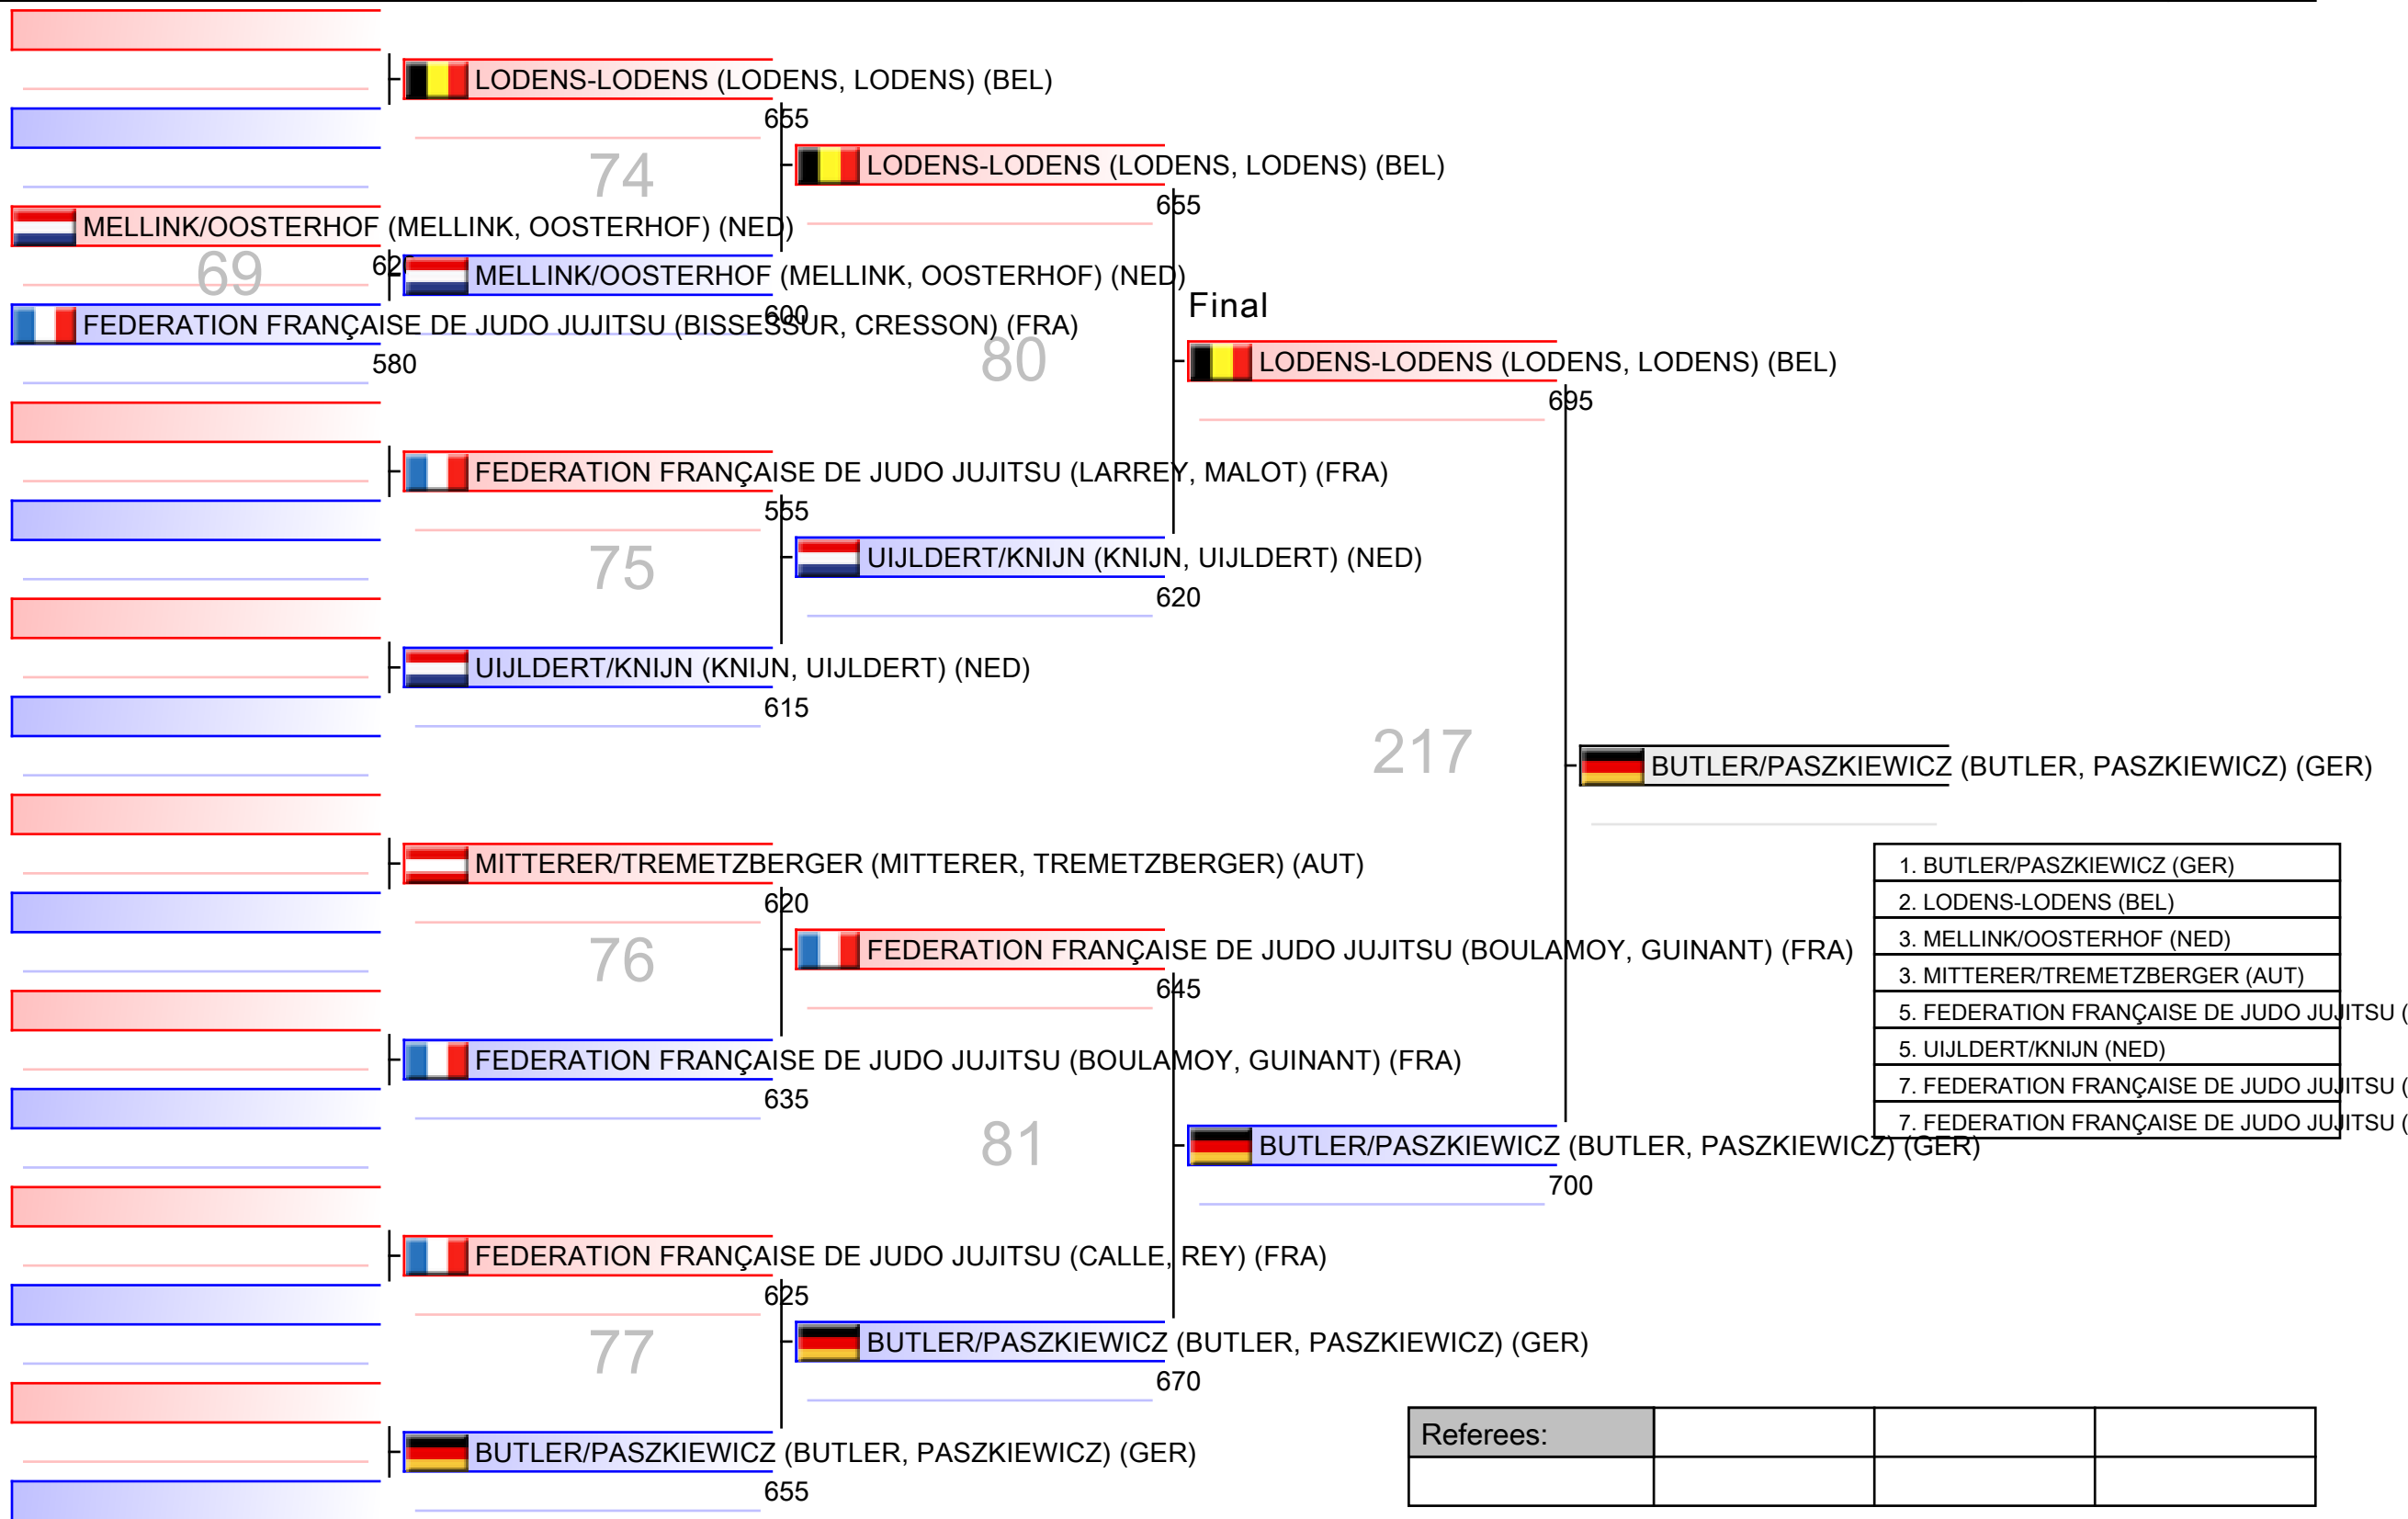 LODENS-LODENS (LODENS, LODENS) (BEL)
655
74
LODENS-LODENS (LODENS, LODENS) (BEL)
655
MELLINK/OOSTERHOF (MELLINK, OOSTERHOF) (NED)
69
MELLINK/OOSTERHOF (MELLINK, OOSTERHOF) (NED)
600
Final
FEDERATION FRANÇAISE DE JUDO JUJITSU (BISSESSUR, CRESSON) (FRA)
580
80
LODENS-LODENS (LODENS, LODENS) (BEL)
695
FEDERATION FRANÇAISE DE JUDO JUJITSU (LARREY, MALOT) (FRA)
555
75
UIJLDERT/KNIJN (KNIJN, UIJLDERT) (NED)
620
UIJLDERT/KNIJN (KNIJN, UIJLDERT) (NED)
615
217
BUTLER/PASZKIEWICZ (BUTLER, PASZKIEWICZ) (GER)
MITTERER/TREMETZBERGER (MITTERER, TREMETZBERGER) (AUT)
620
76
FEDERATION FRANÇAISE DE JUDO JUJITSU (BOULAMOY, GUINANT) (FRA)
645
FEDERATION FRANÇAISE DE JUDO JUJITSU (BOULAMOY, GUINANT) (FRA)
635
81
BUTLER/PASZKIEWICZ (BUTLER, PASZKIEWICZ) (GER)
700
1. BUTLER/PASZKIEWICZ (GER)
2. LODENS-LODENS (BEL)
3. MELLINK/OOSTERHOF (NED)
3. MITTERER/TREMETZBERGER (AUT)
5. FEDERATION FRANÇAISE DE JUDO JUJITSU (
5. UIJLDERT/KNIJN (NED)
7. FEDERATION FRANÇAISE DE JUDO JUJITSU (
7. FEDERATION FRANÇAISE DE JUDO JUJITSU (
FEDERATION FRANÇAISE DE JUDO JUJITSU (CALLE, REY) (FRA)
625
77
BUTLER/PASZKIEWICZ (BUTLER, PASZKIEWICZ) (GER)
670
BUTLER/PASZKIEWICZ (BUTLER, PASZKIEWICZ) (GER)
655
Referees: